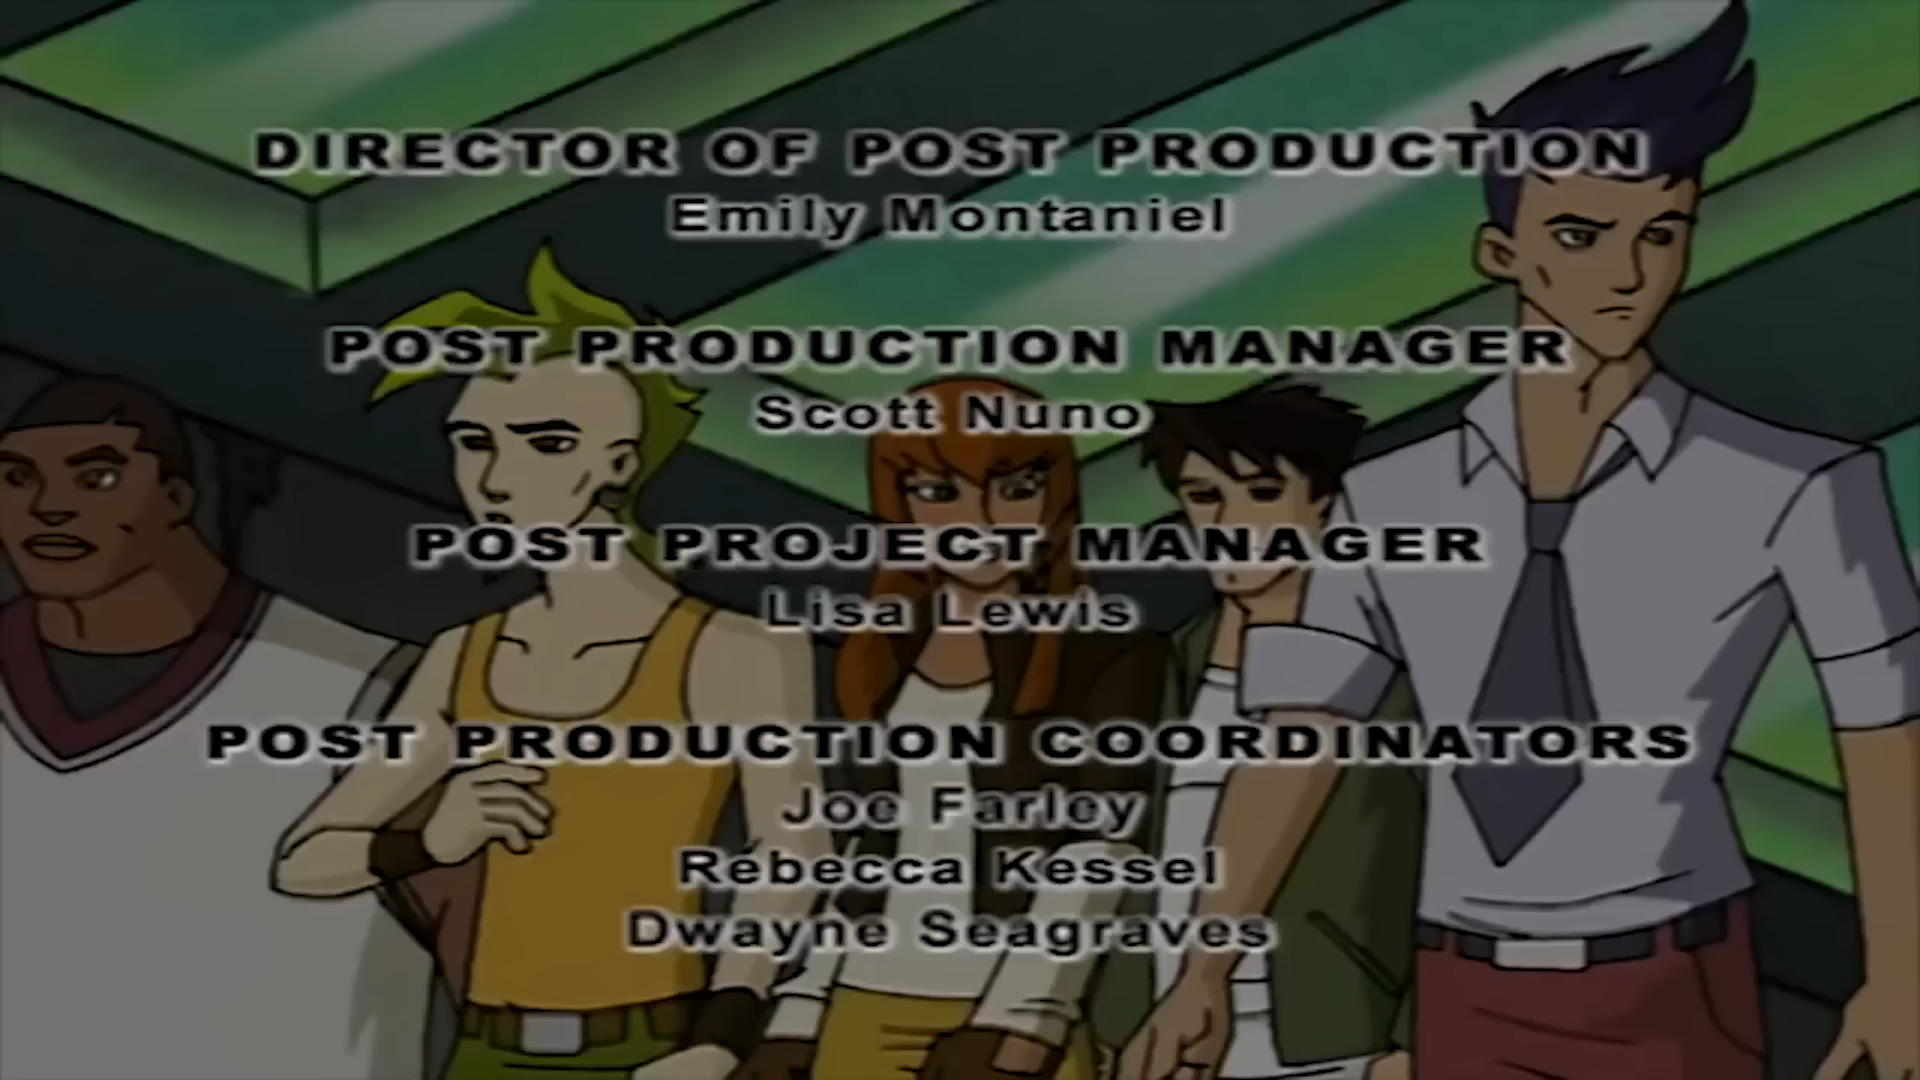 DIRECTOR OF POST PRODUCTION
Emily Montaniel
POST PRODUCTION MANAGER
Scott Nuno
POST PROJECT MANAGER
Lisa Lewis
POST PRODUCTION COORDINATORS
Joe Farley
Rebecca Kessel
Dwayne Seagraves